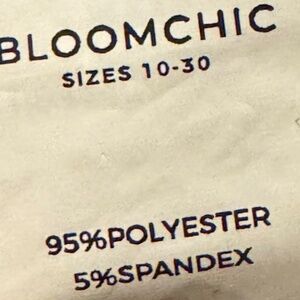 BLOOMCHIC
SIZES 10-30
95%POLYESTER
5%SPANDEX